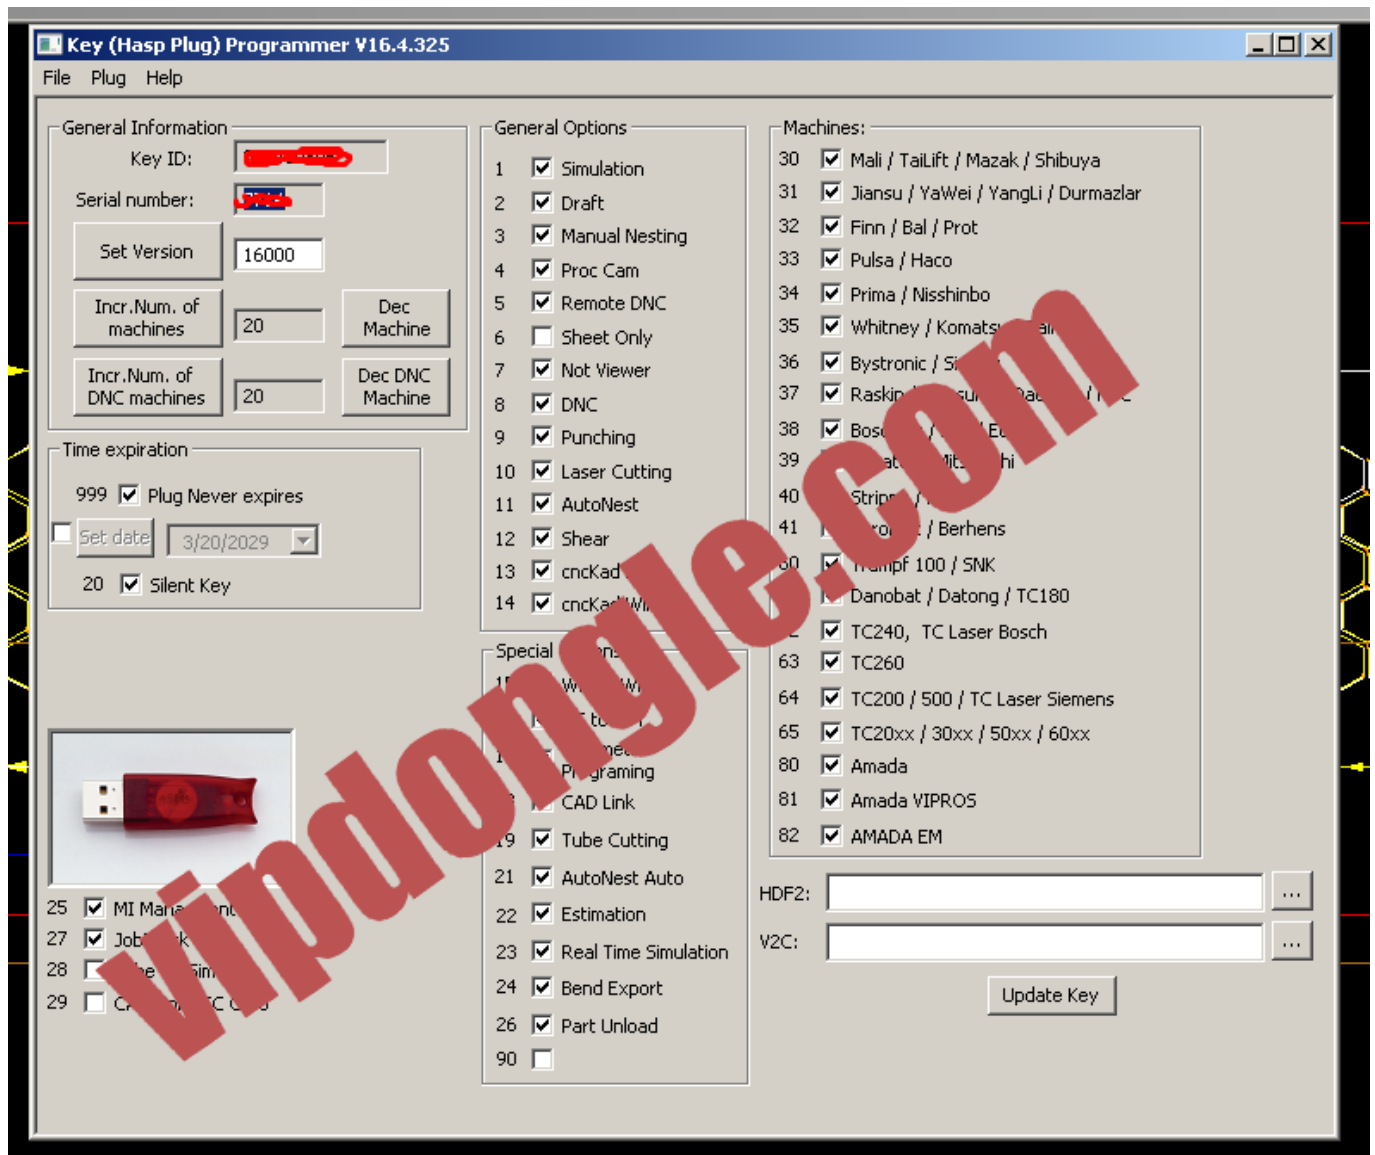 Key (Hasp Plug) Programmer V16.4.325
File Plug Help
General Information
Key ID:
Serial number:
Set Version 16000
Incr.Num. of
machines 20 Dec
Machine
Incr.Num. of
DNC machines 20 Dec DNC
Machine
Time expiration
999 Plug Never expires
Set date 3/20/2029
20 Silent Key
25 MI
27
28
29
General Options
1 Simulation
2 Draft
3 Manual Nesting
4 Proc Cam
5 Remote DNC
6 Sheet Only
7 Not Viewer
8 DNC
9 Punching
10 Laser Cutting
11 AutoNest
12 Shear
13 cncKad
14
Special
Programing
CAD Link
19 Tube Cutting
21 AutoNest Auto
22 Estimation
23 Real Time Simulation
24 Bend Export
26 Part Unload
90
Machines:
30 Mali / TaiLift / Mazak / Shibuya
31 Jiansu / YaWei / YangLi / Durmazlar
32 Finn / Bal / Prot
33 Pulsa / Haco
34 Prima / Nisshinbo
35 Whitney /
36 Bystronic /
37
38
39
40
41 / Berhens
60 100 / SNK
Danobat / Datong / TC180
TC240, TC Laser Bosch
63 TC260
64 TC200 / 500 / TC Laser Siemens
65 TC20xx / 30xx / 50xx / 60xx
80 Amada
81 Amada VIPROS
82 AMADA EM
HDF2: ...
V2C: ...
Update Key
vipdongle.com